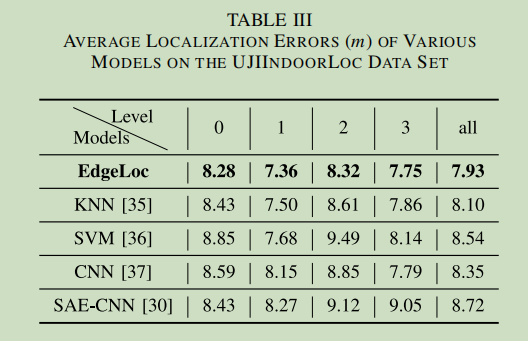 TABLE III
AVERAGE LOCALIZATION ERRORS (m) OF VARIOUS
MODELS ON THE UJIINDOORLOC DATA SET
Level
Models
0 1 2 3 all
EdgeLoc 8.28 7.36 8.32 7.75 7.93
KNN [35] 8.43 7.50 8.61 7.86 8.10
SVM [36] 8.85 7.68 9.49 8.14 8.54
CNN [37] 8.59 8.15 8.85 7.79 8.35
SAE-CNN [30] 8.43 8.27 9.12 9.05 8.72